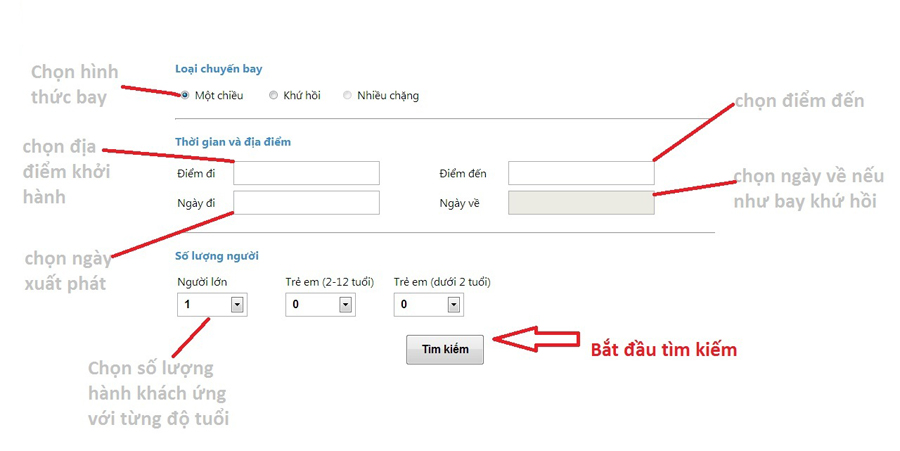 Chọn hình
thức bay
Loại chuyến bay
Một chiều
Khứ hồi
Nhiều chặng
chọn điểm đến
chọn địa
điểm khởi
hành
Thời gian và địa điểm
Điểm đi
Điểm đến
Ngày đi
Ngày về
chọn ngày về nếu
như bay khứ hồi
chọn ngày
xuất phát
Số lượng người
Người lớn
Trẻ em (2-12 tuổi)
Trẻ em (dưới 2 tuổi)
1
0
0
Tìm kiếm
Bắt đầu tìm kiếm
Chọn số lượng
hành khách ứng
với từng độ tuổi